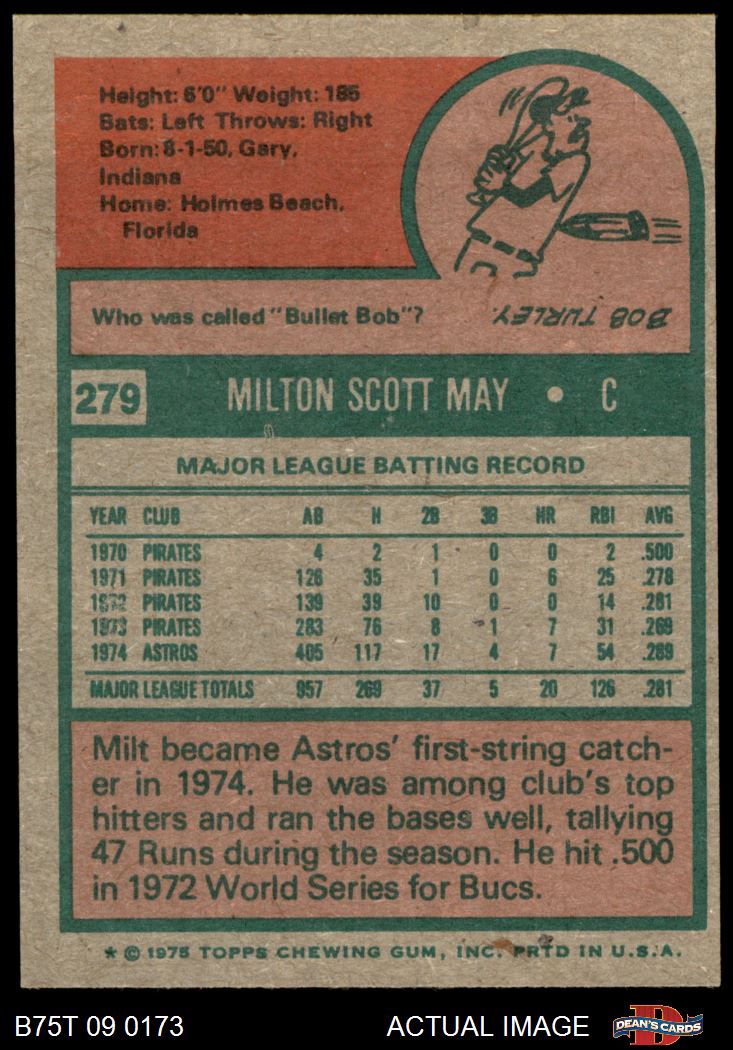 Height: 6'0" Weight: 185
Bats: Left Throws: Right
Born: 8-1-50, Gary,
Indiana
Home: Holmes Beach,
Florida
Who was called "Bullet Bob"?
BOB TURLEY.
279 MILTON SCOTT MAY • C
MAJOR LEAGUE BATTING RECORD
YEAR CLUB AB H 2B 3B HR RBI AVG
1970 PIRATES 4 2 1 0 0 2 .500
1971 PIRATES 126 35 1 0 6 25 .278
1972 PIRATES 139 39 10 0 0 14 .281
1973 PIRATES 283 76 8 1 7 31 .269
1974 ASTROS 405 117 17 4 7 54 .289
MAJOR LEAGUE TOTALS 957 269 37 5 20 126 .281
Milt became Astros' first-string catch-
er in 1974. He was among club's top
hitters and ran the bases well, tallying
47 Runs during the season. He hit .500
in 1972 World Series for Bucs.
* © 1975 TOPPS CHEWING GUM, INC. PRTD IN U.S.A.
B75T 09 0173 ACTUAL IMAGE DEAN'S CARDS